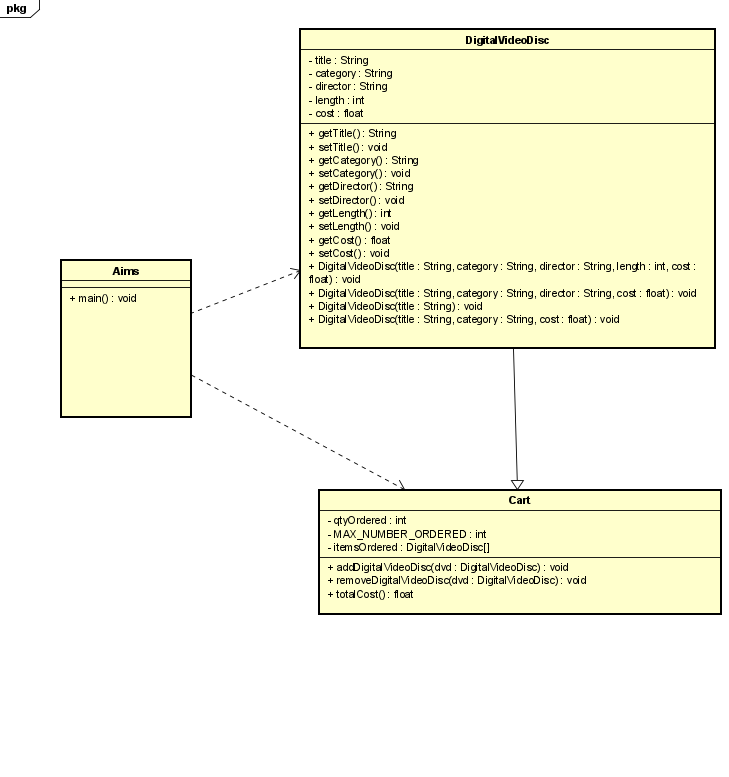 pkg
DigitalVideoDisc
- title : String
- category : String
- director : String
- length : int
- cost : float
+ getTitle() : String
+ setTitle() : void
+ getCategory() : String
+ setCategory() : void
+ getDirector() : String
+ setDirector() : void
+ getLength() : int
+ setLength() : void
+ getCost() : float
+ setCost() : void
+ DigitalVideoDisc(title : String, category : String, director : String, length : int, cost :
float) : void
+ DigitalVideoDisc(title : String, category : String, director : String, cost : float) : void
+ DigitalVideoDisc(title : String) : void
+ DigitalVideoDisc(title : String, category : String, cost : float) : void
Aims
+ main() : void
Cart
- qtyOrdered : int
- MAX_NUMBER_ORDERED : int
- itemsOrdered : DigitalVideoDisc[]
+ addDigitalVideoDisc(dvd : DigitalVideoDisc) : void
+ removeDigitalVideoDisc(dvd : DigitalVideoDisc) : void
+ totalCost() : float